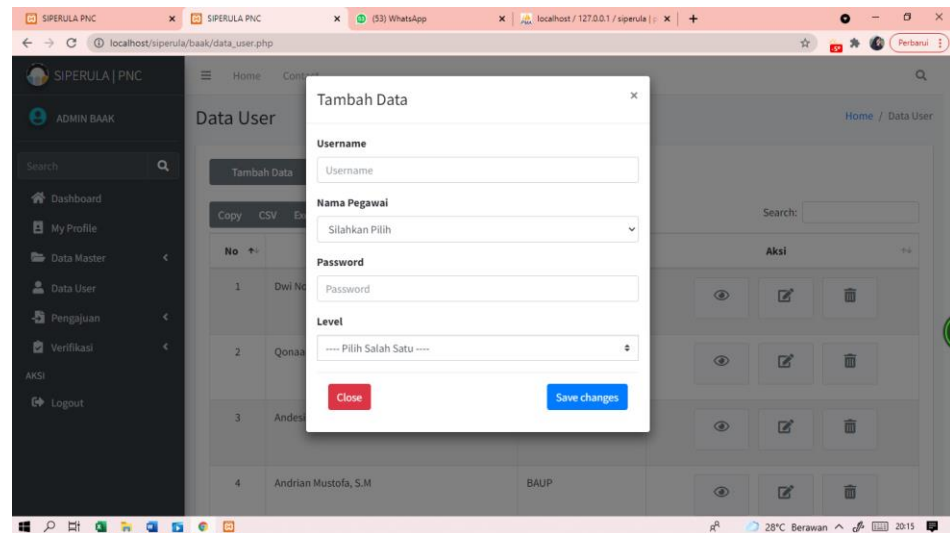 SIPERULA PNC
SIPERULA PNC
(53) WhatsApp
localhost / 127.0.0.1 / siperula |
localhost/siperula/baak/data_user.php
Perbarui
SIPERULA | PNC
Home
ADMIN BAAK
Data User
Home / Data User
Search
Dashboard
My Profile
Data Master
Data User
Pengajuan
Verifikasi
AKSI
Logout
Tambah Data
Copy CSV
Search:
No
Aksi
1
2
3
4 Andrian Mustofa, S.M BAUP
Tambah Data
Username
Username
Nama Pegawai
Silahkan Pilih
Password
Password
Level
---- Pilih Salah Satu ----
Close Save changes
28°C Berawan 20:15